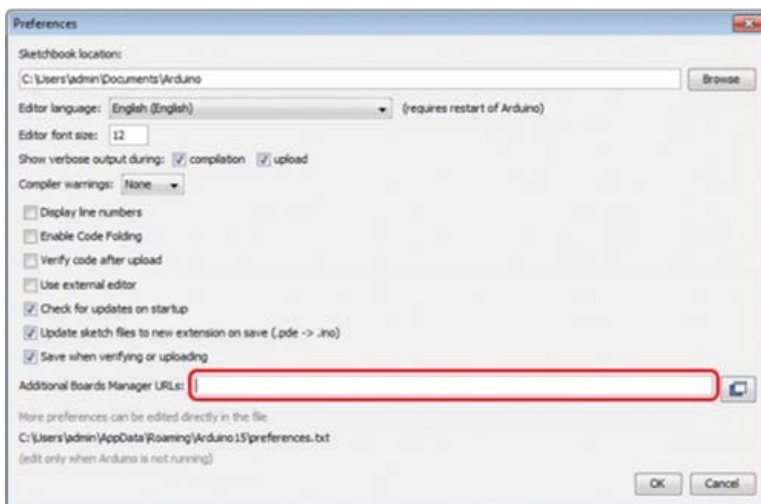 Preferences
Sketchbook location:
C:\Users\admin\Documents\Arduino Browse
Editor language: English (English) (requires restart of Arduino)
Editor font size: 12
Show verbose output during: compilation upload
Compiler warnings: None
Display line numbers
Enable Code Folding
Verify code after upload
Use external editor
Check for updates on startup
Update sketch files to new extension on save (.pde -> .ino)
Save when verifying or uploading
Additional Boards Manager URLs:
More preferences can be edited directly in the file
C:\Users\admin\AppData\Roaming\Arduino15\preferences.txt
(edit only when Arduino is not running)
OK Cancel